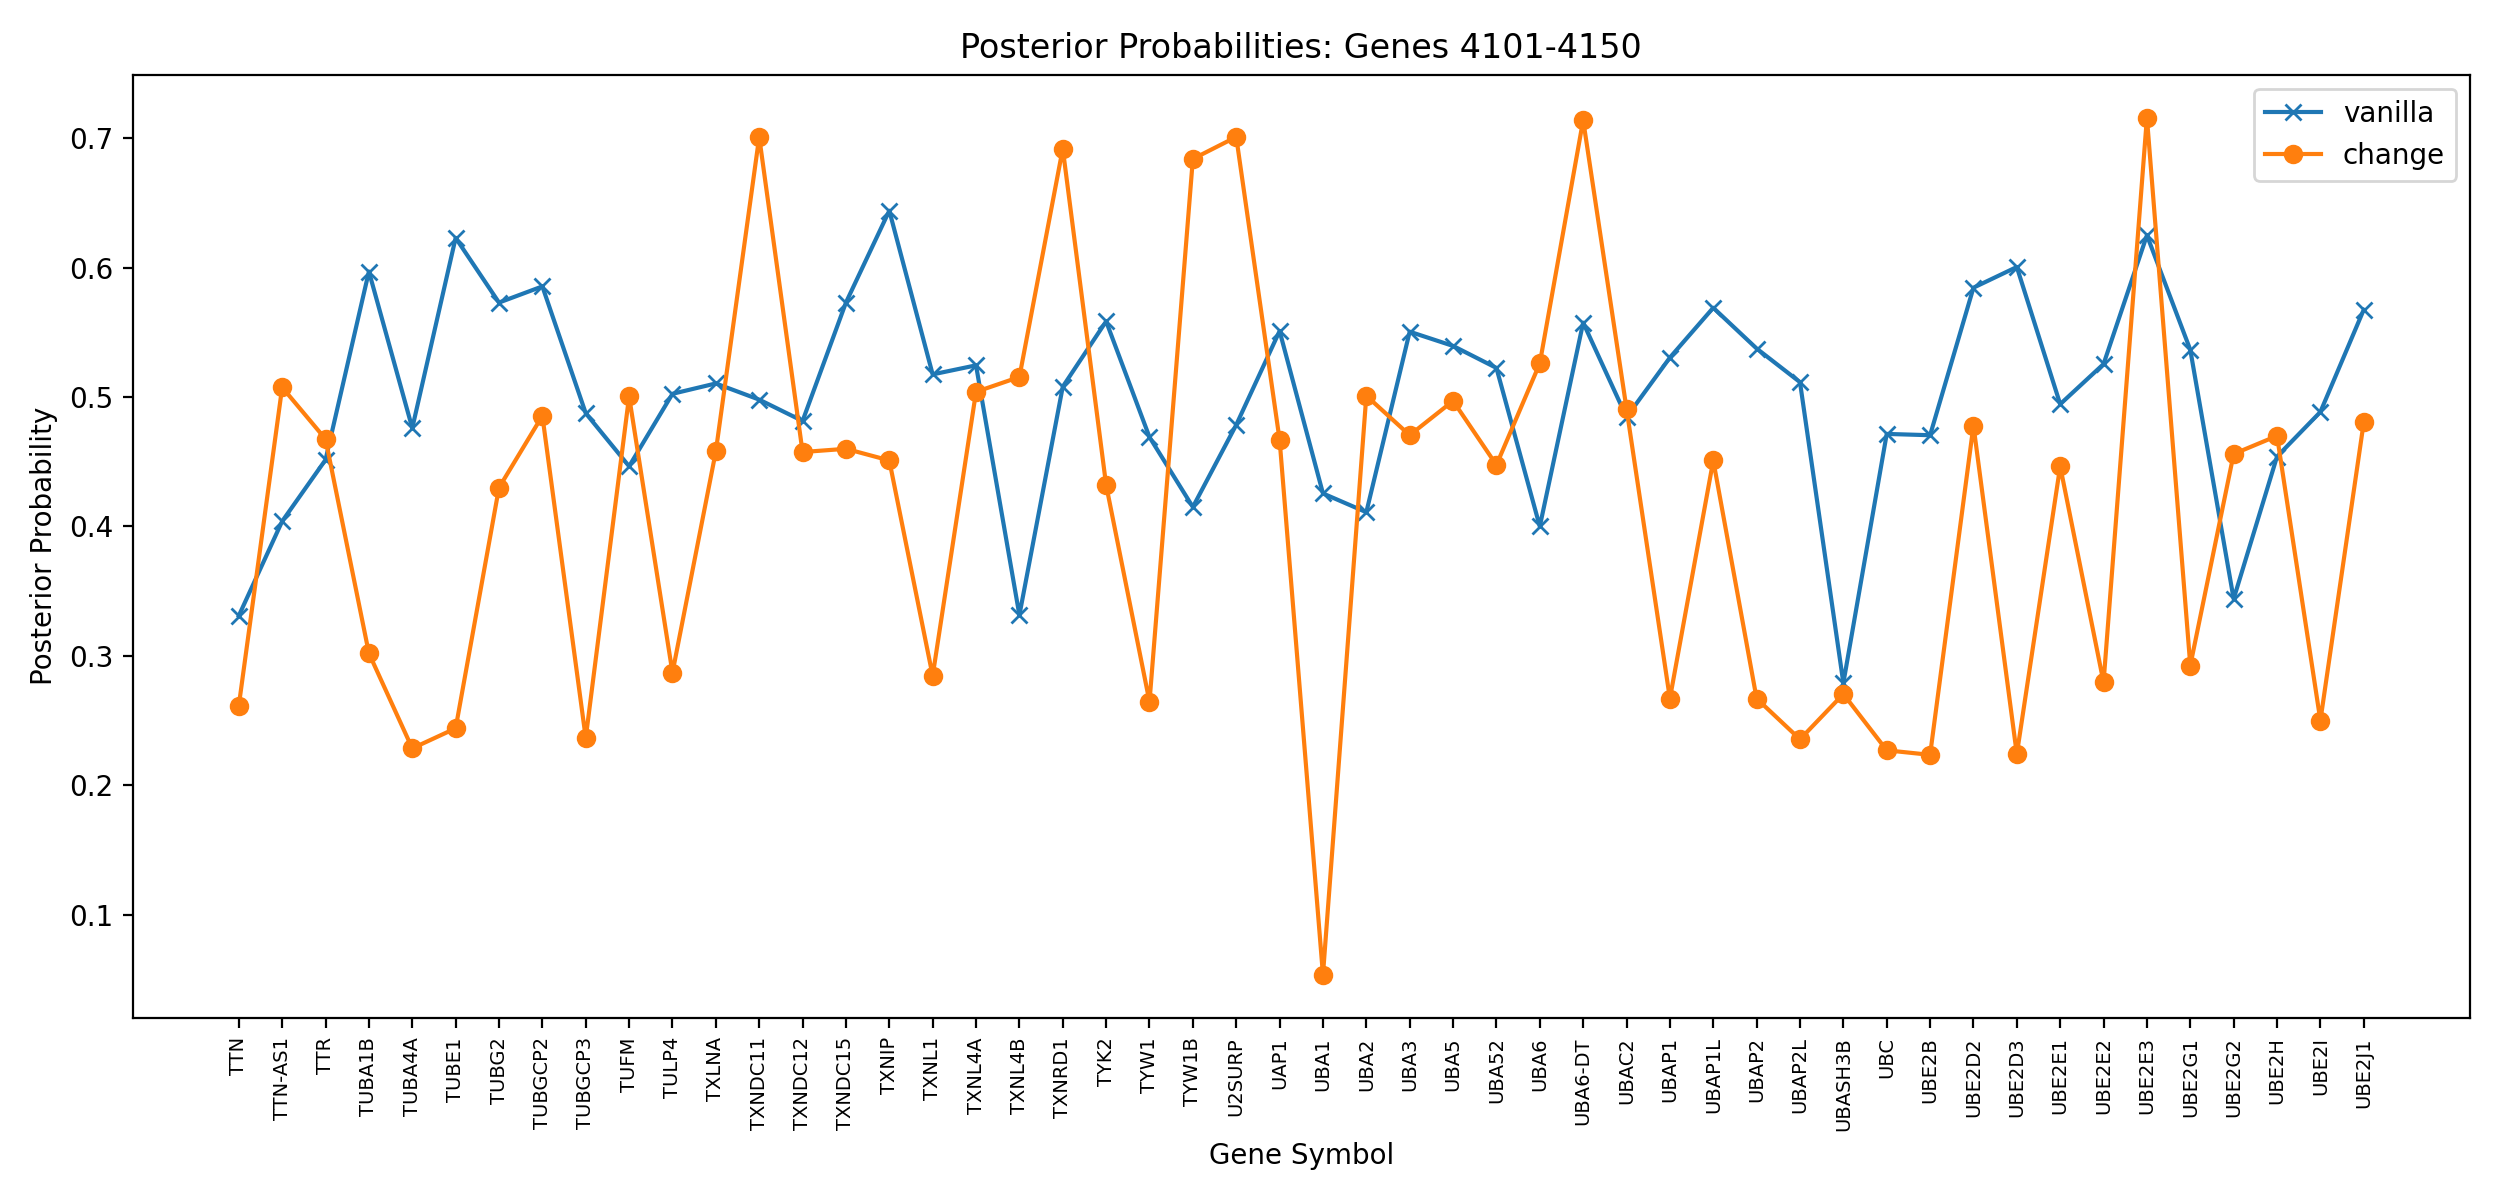 Posterior Probabilities: Genes 4101-4150
vanilla
change
Posterior Probability
0.7
0.6
0.5
0.4
0.3
0.2
0.1
TTN
TTN-AS1
TTR
TUBA1B
TUBA4A
TUBE1
TUBG2
TUBGCP2
TUBGCP3
TUFM
TULP4
TXLNA
TXNDC11
TXNDC12
TXNDC15
TXNIP
TXNL1
TXNL4A
TXNL4B
TXNRD1
TYK2
TYW1
TYW1B
U2SURP
UAP1
UBA1
UBA2
UBA3
UBA5
UBA52
UBA6
UBA6-DT
UBAC2
UBAP1
UBAP1L
UBAP2
UBAP2L
UBASH3B
UBC
UBE2B
UBE2D2
UBE2D3
UBE2E1
UBE2E2
UBE2E3
UBE2G1
UBE2G2
UBE2H
UBE2I
UBE2J1
Gene Symbol